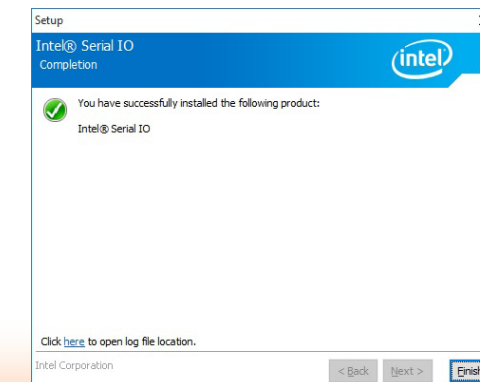 Setup
Intel® Serial IO
Completion
intel
You have successfully installed the following product:
Intel® Serial IO
Click here to open log file location.
Intel Corporation
< Back Next > Finish